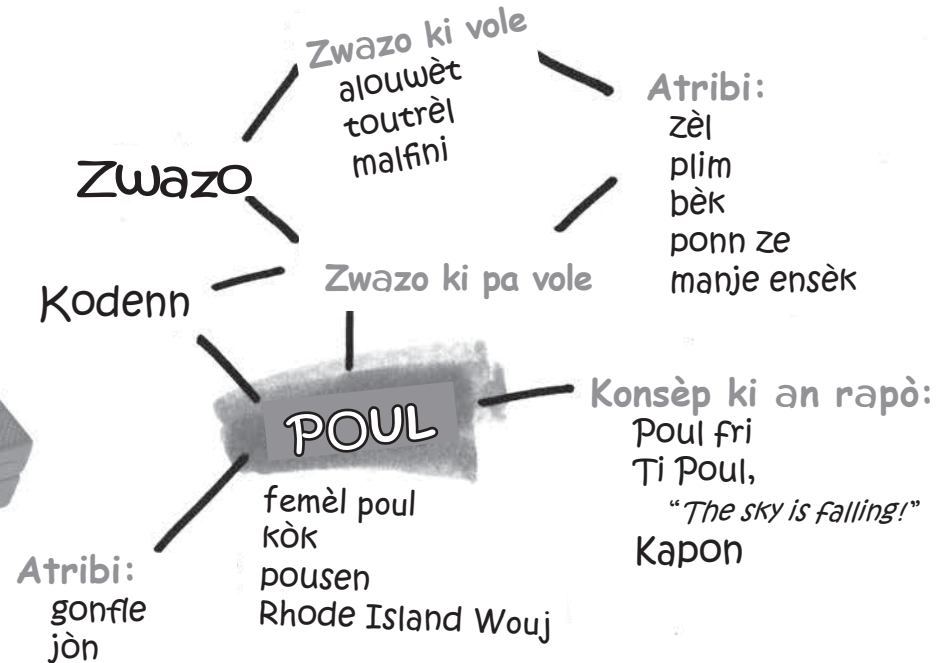 Zwazo ki vole
alouwèt
toutrèl
malfini
Atribi:
zèl
plim
bèk
ponn ze
manje ensèk
Zwazo
Zwazo ki pa vole
Kodenn
POUL
femèl poul
kòk
pousen
Rhode Island Wouj
Konsèp ki an rapò:
Poul fri
Ti Poul,
“The sky is falling!”
Kapon
Atribi:
gonfle
jòn